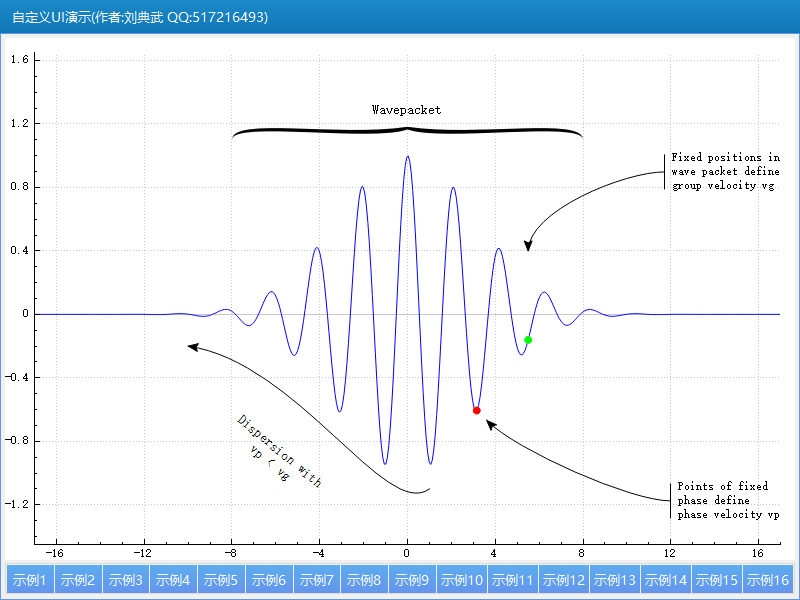 自定义UI演示(作者:刘典武 QQ:517216493)
1.6
1.2
0.8
0.4
0
-0.4
-0.8
-1.2
Wavepacket
Fixed positions in
wave packet define
group velocity vg
Dispersion with
vp < vg
Points of fixed
phase define
phase velocity vp
-16 -12 -8 -4 0 4 8 12 16
示例1 示例2 示例3 示例4 示例5 示例6 示例7 示例8 示例9 示例10 示例11 示例12 示例13 示例14 示例15 示例16